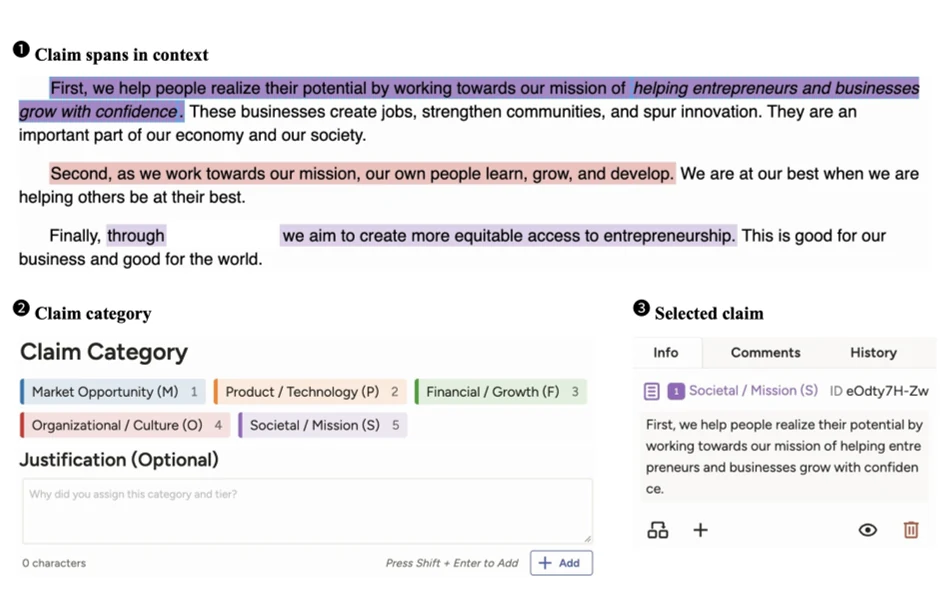 1 Claim spans in context
First, we help people realize their potential by working towards our mission of helping entrepreneurs and businesses
grow with confidence. These businesses create jobs, strengthen communities, and spur innovation. They are an
important part of our economy and our society.
Second, as we work towards our mission, our own people learn, grow, and develop. We are at our best when we are
helping others be at their best.
Finally, through we aim to create more equitable access to entrepreneurship. This is good for our
business and good for the world.
2 Claim category
Claim Category
Market Opportunity (M) 1 Product / Technology (P) 2 Financial / Growth (F) 3
Organizational / Culture (O) 4 Societal / Mission (S) 5
Justification (Optional)
Why did you assign this category and tier?
0 characters Press Shift + Enter to Add + Add
3 Selected claim
Info Comments History
1 Societal / Mission (S) ID eOdty7H-Zw
First, we help people realize their potential by
working towards our mission of helping entre
preneurs and businesses grow with confiden
ce.